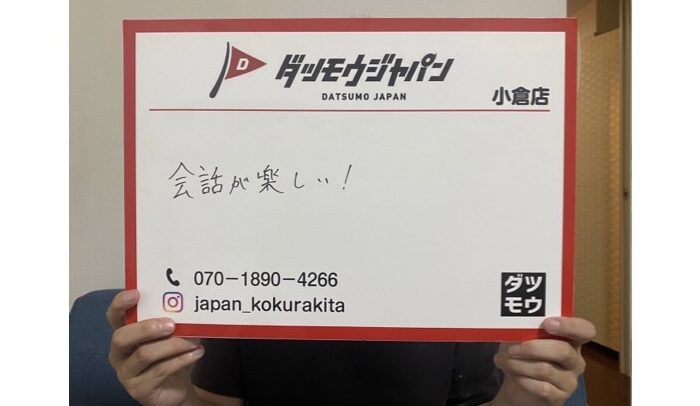 D
ダツモウジャパン
DATSUMO JAPAN
小倉店
会話が楽しい!
070-1890-4266
japan_kokurakita
ダツ
モウ